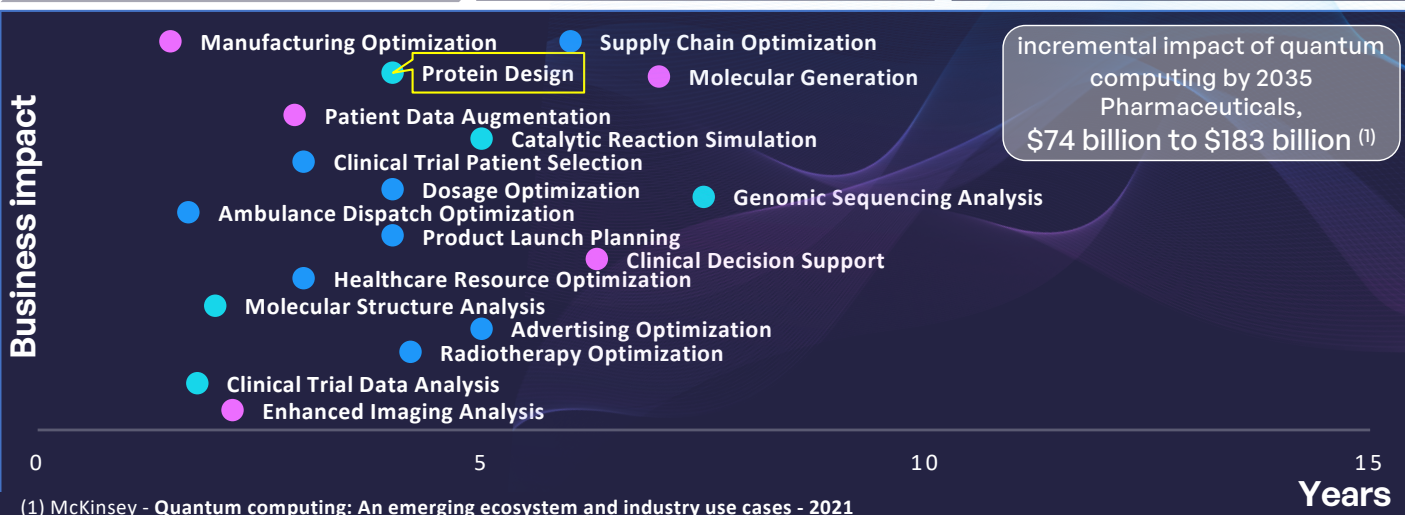 Manufacturing Optimization
Supply Chain Optimization
Protein Design
Molecular Generation
Patient Data Augmentation
Catalytic Reaction Simulation
Clinical Trial Patient Selection
Dosage Optimization
Genomic Sequencing Analysis
Ambulance Dispatch Optimization
Product Launch Planning
Clinical Decision Support
Healthcare Resource Optimization
Molecular Structure Analysis
Advertising Optimization
Radiotherapy Optimization
Clinical Trial Data Analysis
Enhanced Imaging Analysis
incremental impact of quantum
computing by 2035
Pharmaceuticals,
$74 billion to $183 billion (1)
Business impact
0
5
10
15
Years
(1) McKinsey - Quantum computing: An emerging ecosystem and industry use cases - 2021